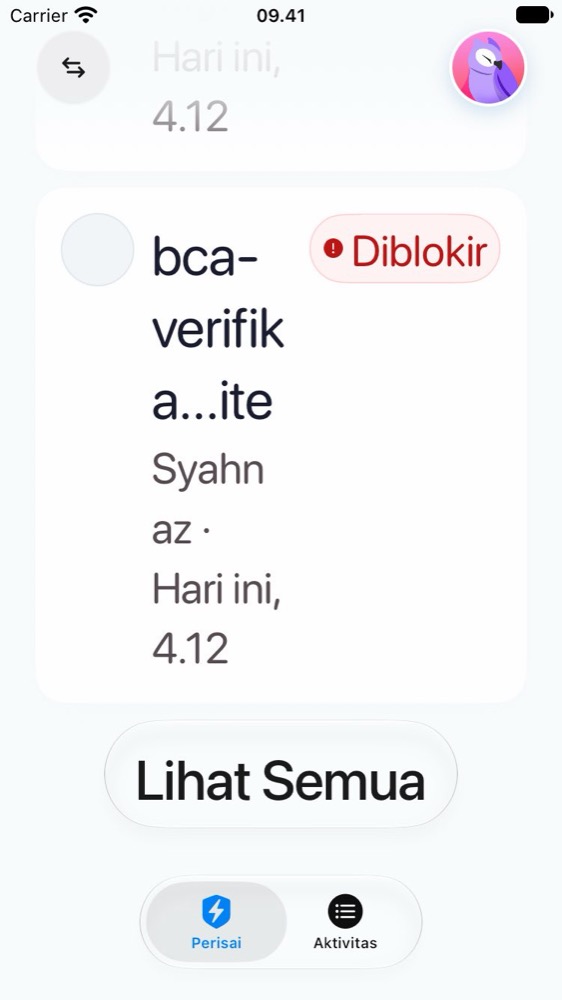 Carrier 09.41
Hari ini,
4.12
bca-
verifik
a...ite
Diblokir
Syahn
az ·
Hari ini,
4.12
Lihat Semua
Perisai
Aktivitas